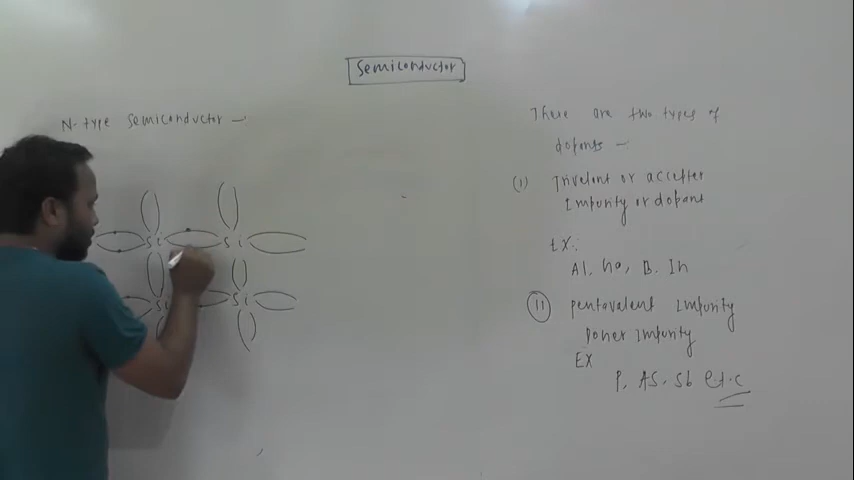 Semiconductor
N-type Semiconductor -
Si Si
Si Si
There are two types of
dopants -
(I) Trivalent or accepter
Impurity or dopant
EX:
Al, Ga, B, In
(II) pentavalent Impurity
Doner Impurity
EX
P, AS, Sb e.t.c